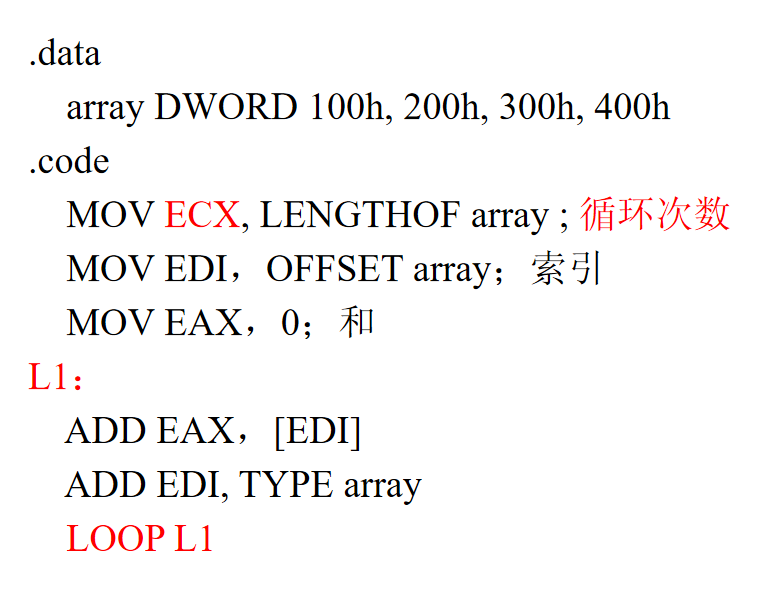 .data
array DWORD 100h, 200h, 300h, 400h
.code
MOV ECX, LENGTHOF array ; 循环次数
MOV EDI，OFFSET array；索引
MOV EAX，0；和
L1：
ADD EAX，[EDI]
ADD EDI, TYPE array
LOOP L1